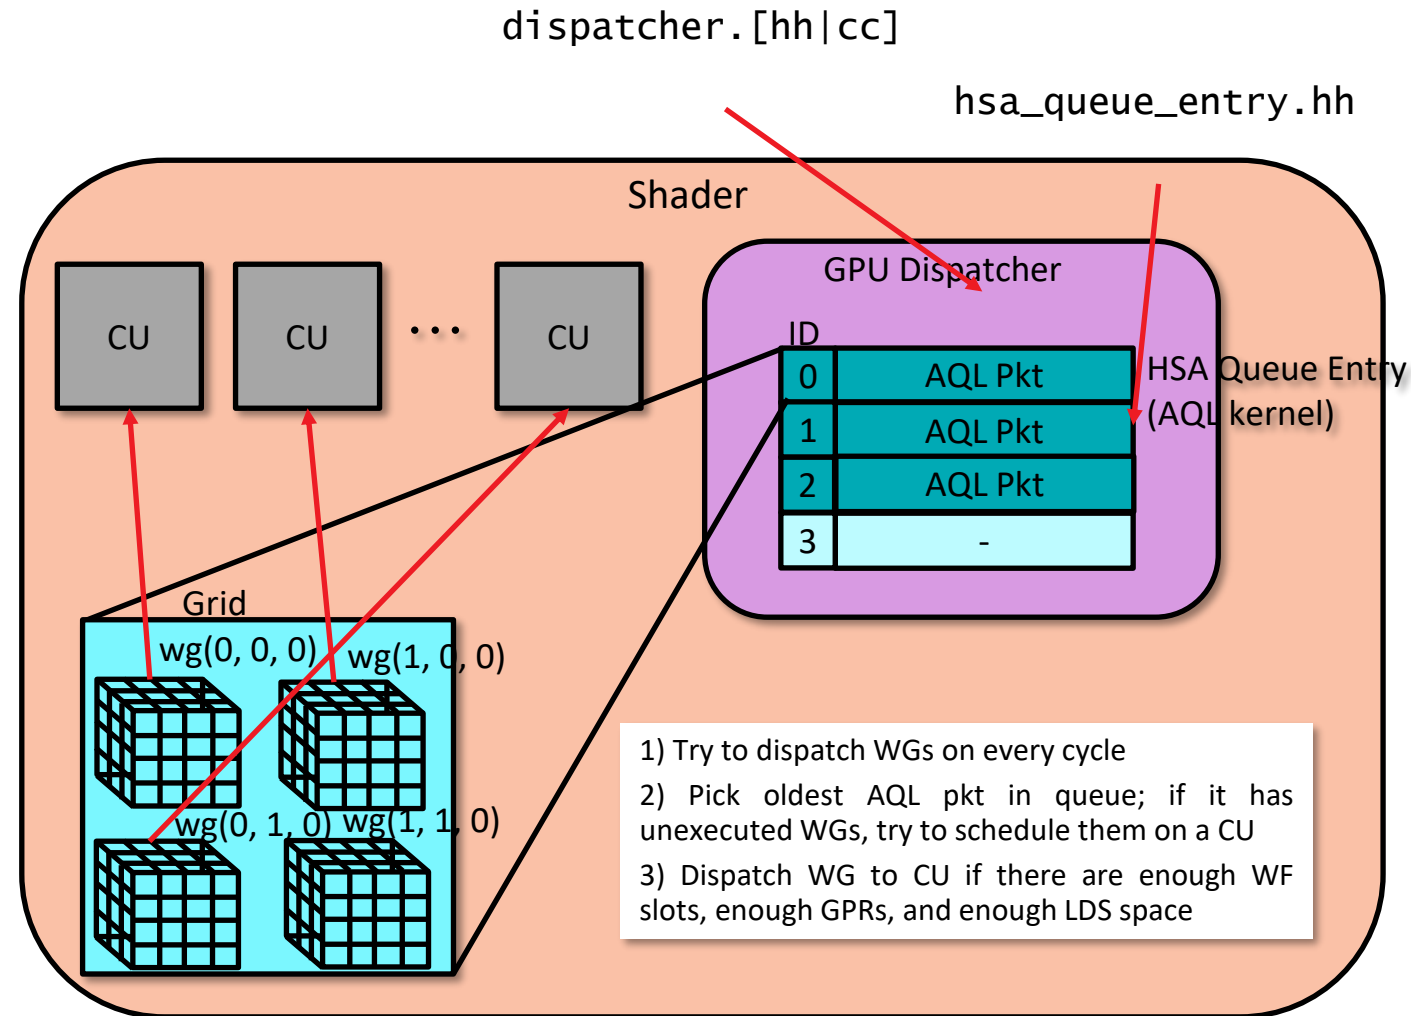 dispatcher.[hh|cc]
hsa_queue_entry.hh
Shader
GPU Dispatcher
CU
CU
...
CU
ID
0 AQL Pkt
1 AQL Pkt
2 AQL Pkt
3 -
HSA Queue Entry
(AQL kernel)
Grid
wg(0, 0, 0)
wg(1, 0, 0)
wg(0, 1, 0)
wg(1, 1, 0)
1) Try to dispatch WGs on every cycle
2) Pick oldest AQL pkt in queue; if it has
unexecuted WGs, try to schedule them on a CU
3) Dispatch WG to CU if there are enough WF
slots, enough GPRs, and enough LDS space